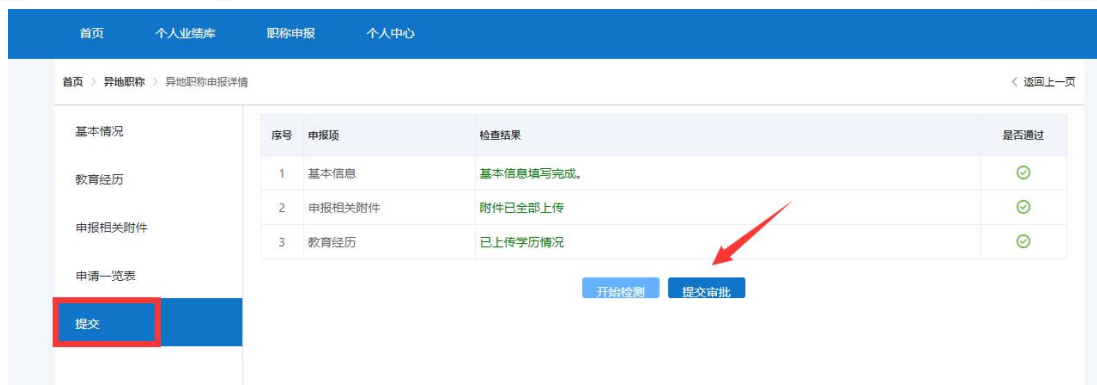 首页 个人业绩库 职称申报 个人中心
首页 > 异地职称 > 异地职称申报详情 < 返回上一页
基本情况
教育经历
申报相关附件
申请一览表
提交
序号 申报项 检查结果 是否通过
1 基本信息 基本信息填写完成。
2 申报相关附件 附件已全部上传
3 教育经历 已上传学历情况
开始检测 提交审批